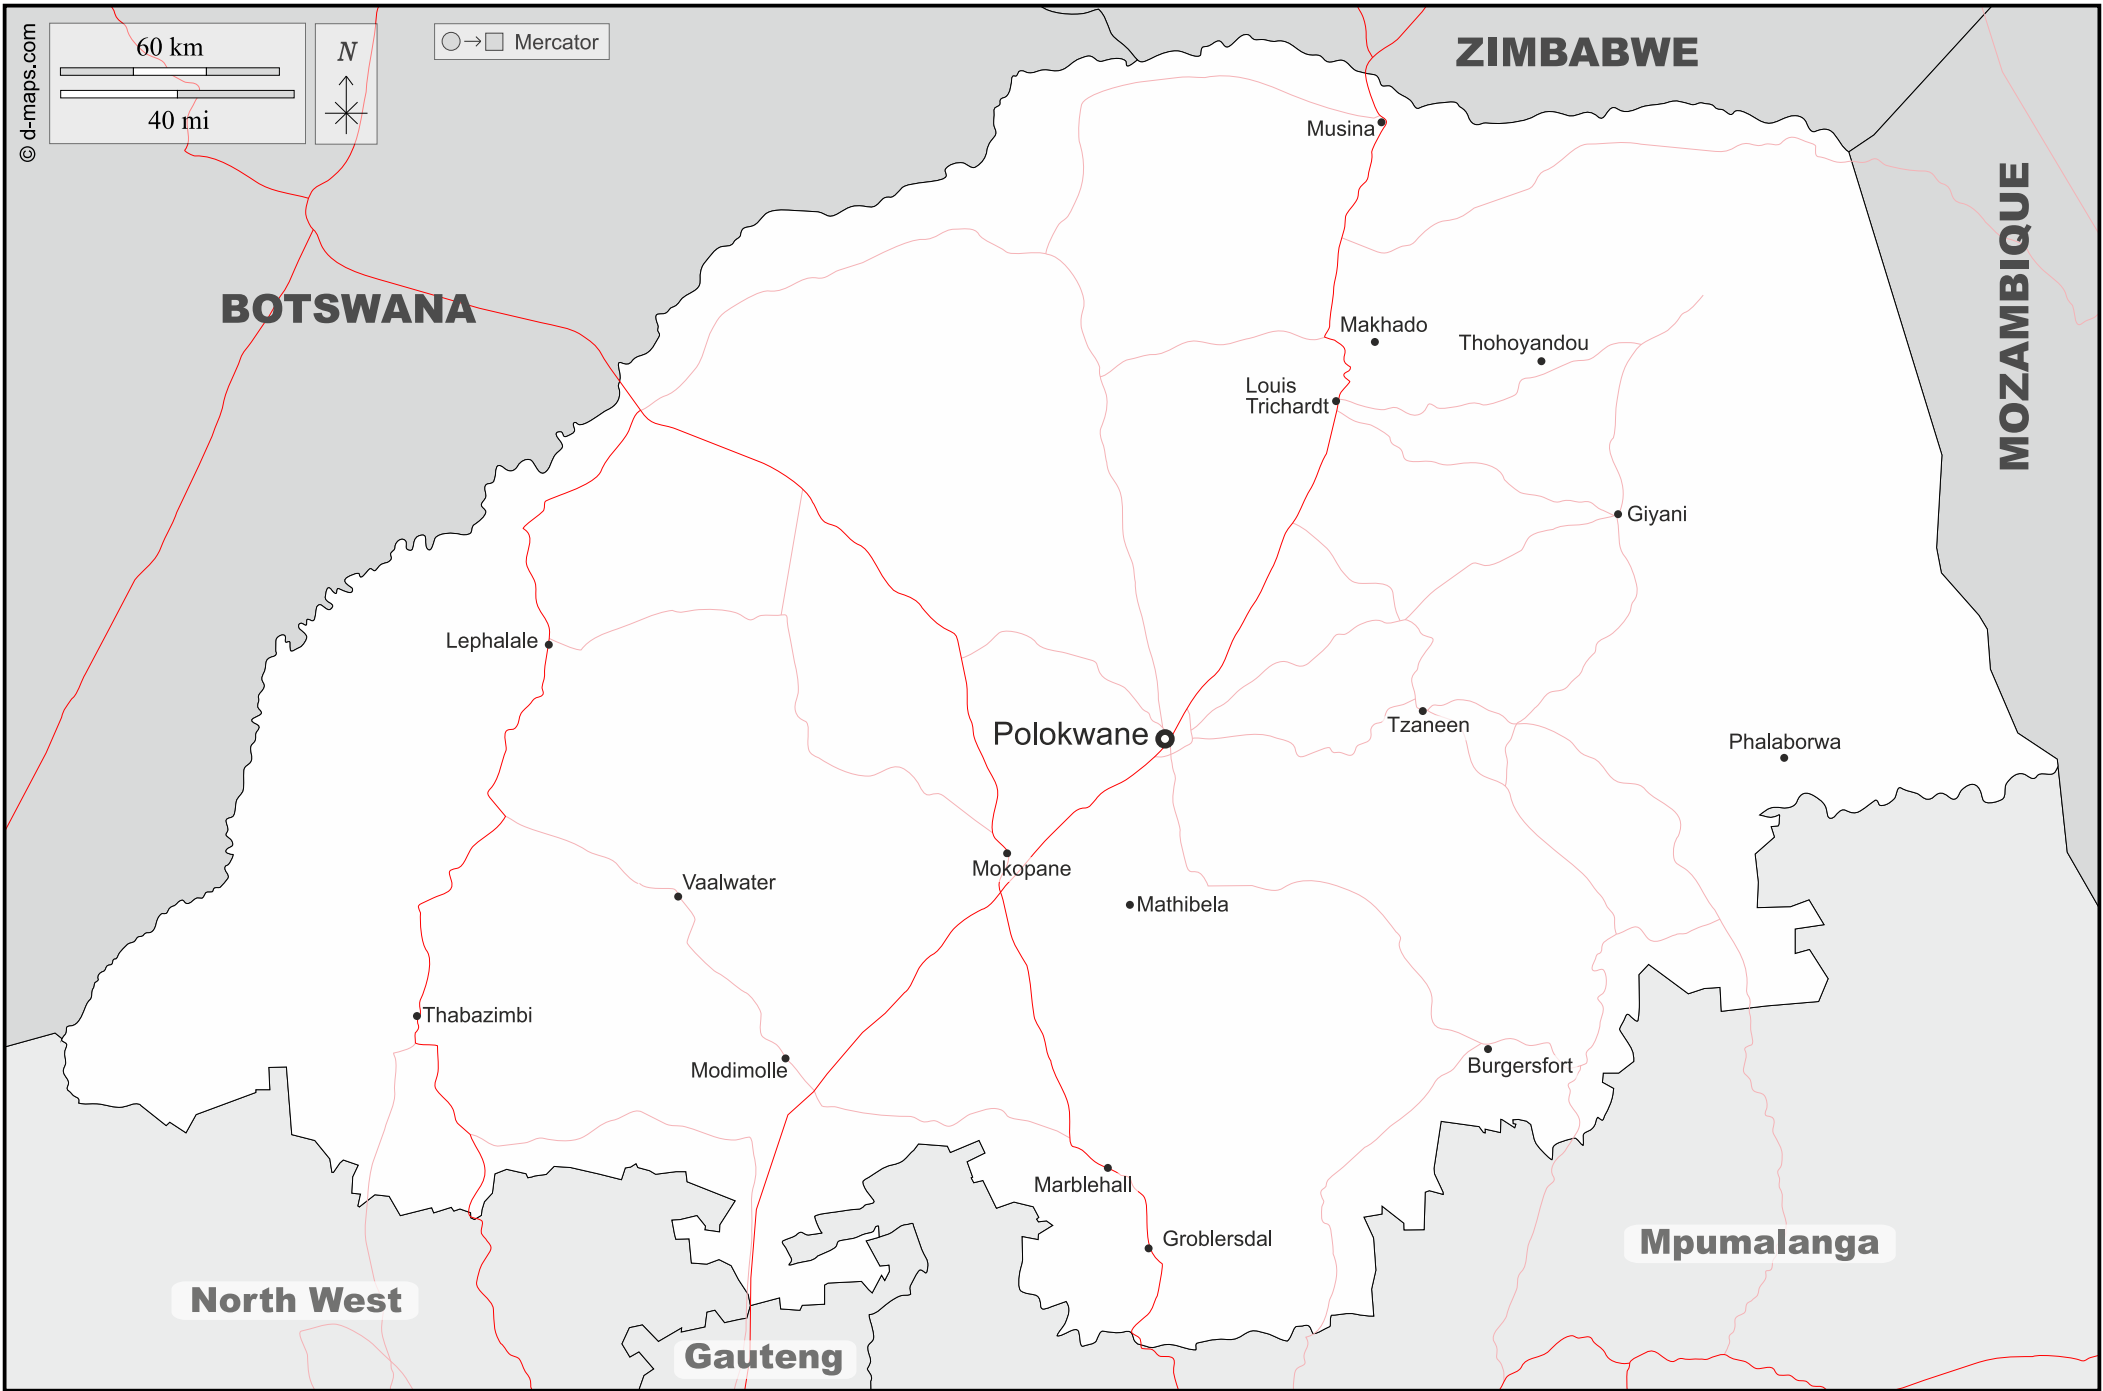 © d-maps.com
60 km
40 mi
N
Mercator
ZIMBABWE
Musina
MOZAMBIQUE
BOTSWANA
Makhado
Thohoyandou
Louis
Trichardt
Giyani
Lephalale
Polokwane
Tzaneen
Phalaborwa
Mokopane
Vaalwater
Mathibela
Thabazimbi
Modimolle
Burgersfort
Marblehall
Groblersdal
Mpumalanga
North West
Gauteng